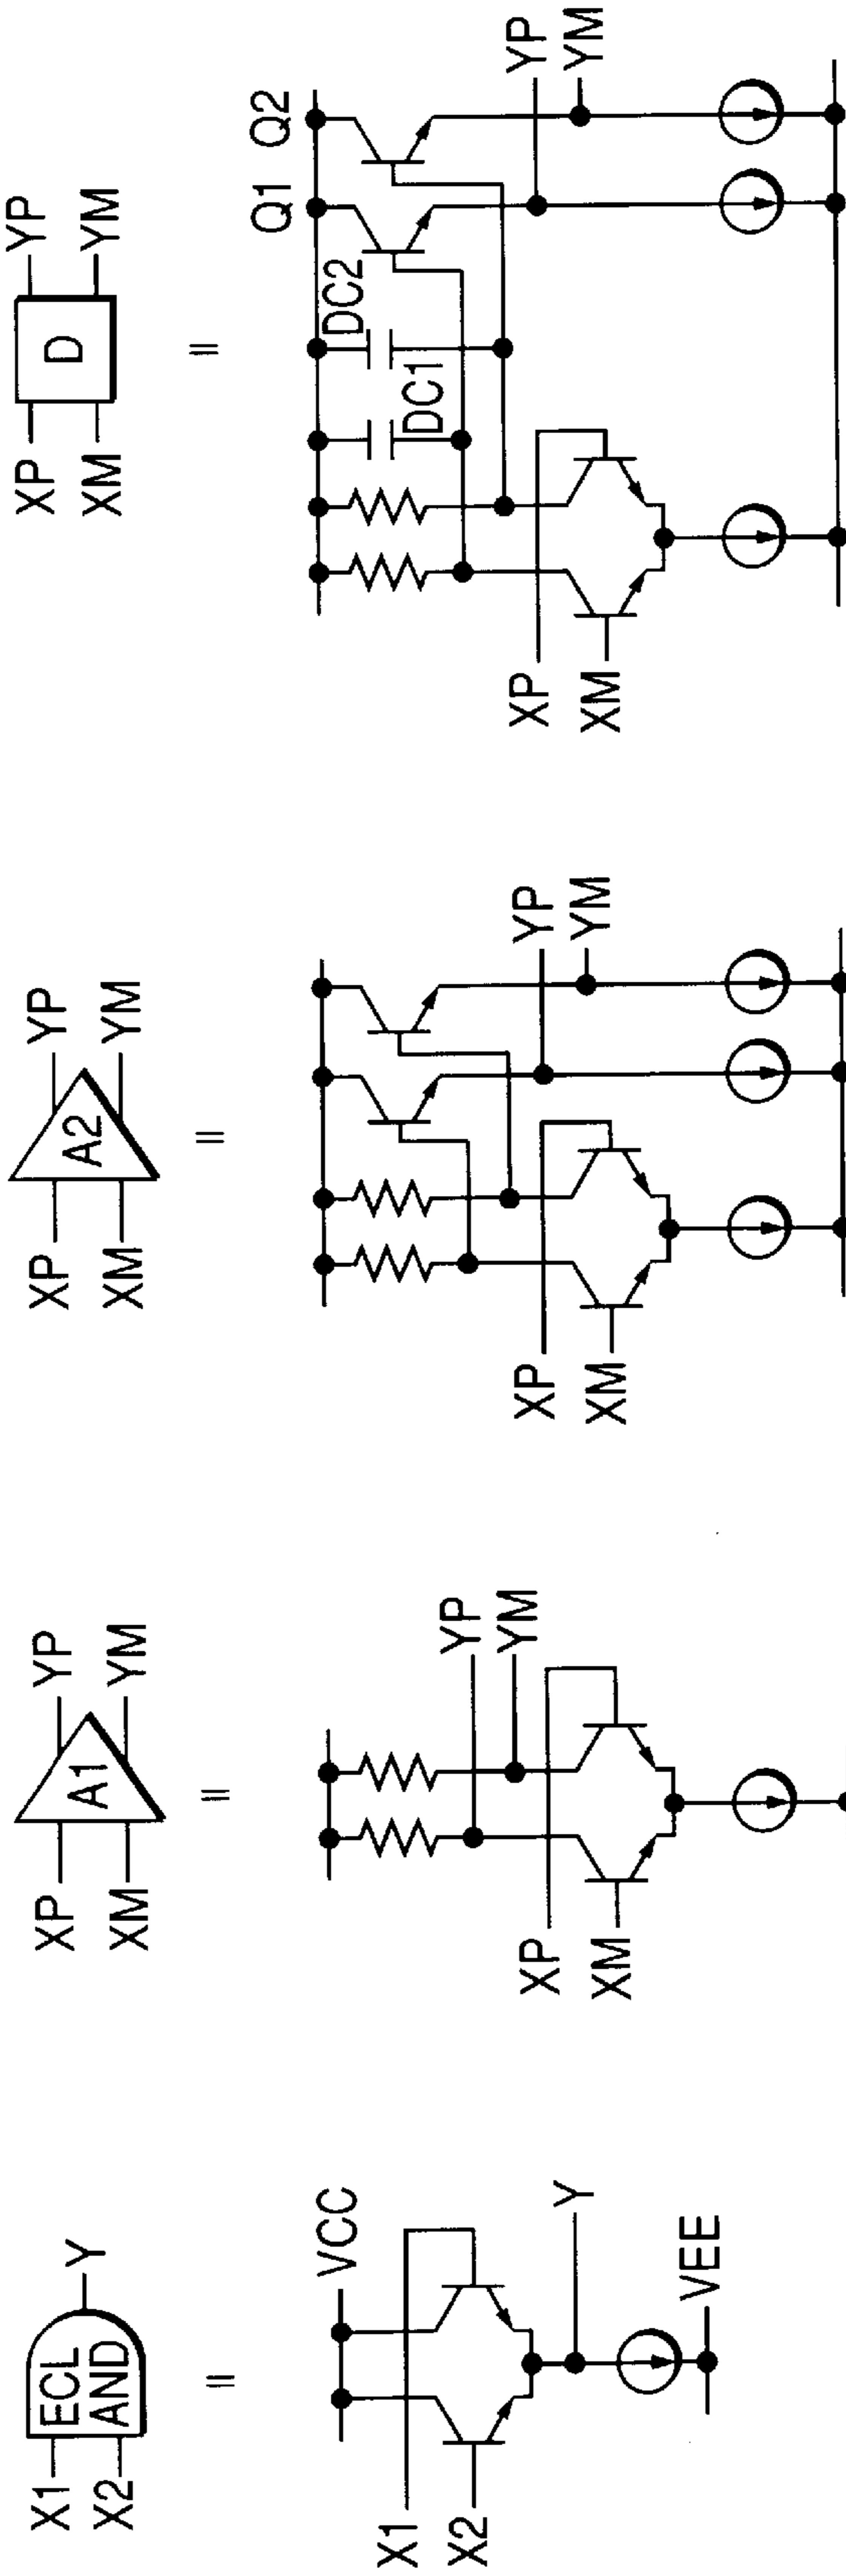 X1
X2
ECL
AND
Y
=
X1
X2
VCC
Y
VEE
XP
XM
A1
YP
YM
=
XP
XM
YP
YM
XP
XM
A2
YP
YM
=
XP
XM
YP
YM
XP
XM
D
YP
YM
=
XP
XM
DC1
DC2
Q1
Q2
YP
YM